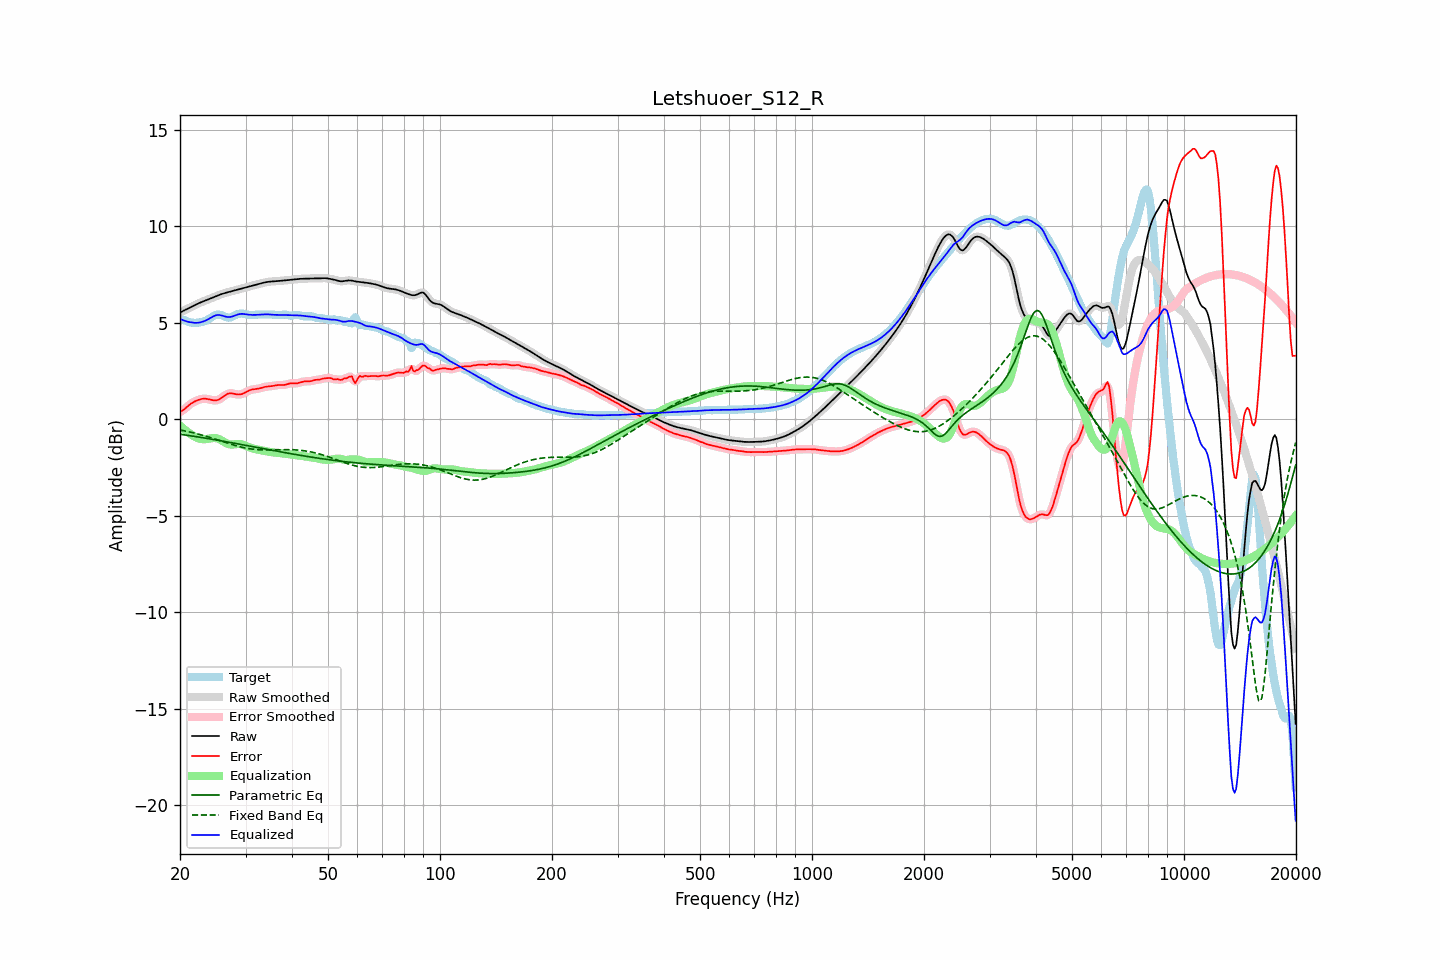 Letshuoer_S12_R
Amplitude (dBr)
15
10
5
0
−5
−10
−15
−20
Target
Raw Smoothed
Error Smoothed
Raw
Error
Equalization
Parametric Eq
Fixed Band Eq
Equalized
20 50 100 200 500 1000 2000 5000 10000 20000
Frequency (Hz)